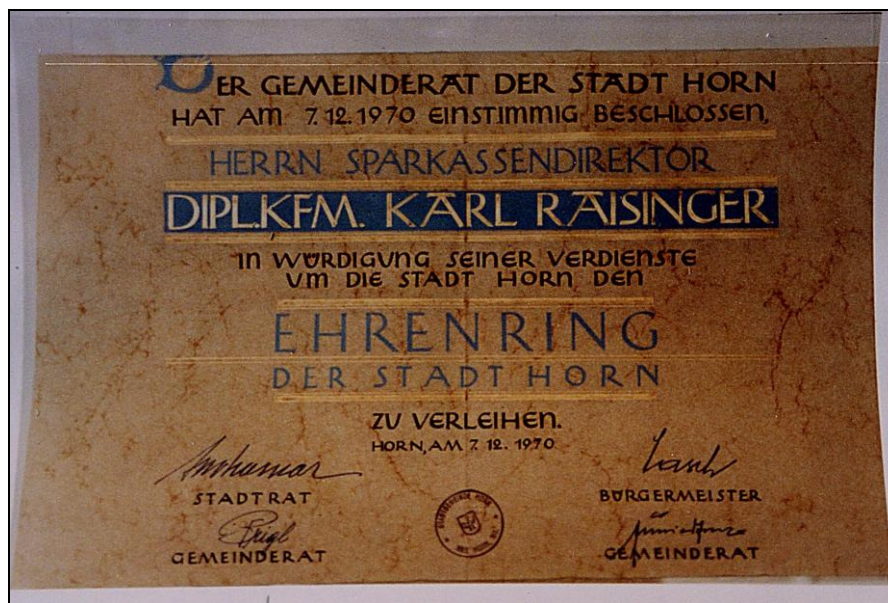 DER GEMEINDERAT DER STADT HORN
HAT AM 7.12.1970 EINSTIMMIG BESCHLOSSEN,
HERRN SPARKASSENDIREKTOR
DIPL.KFM. KARL RAISINGER
IN WÜRDIGUNG SEINER VERDIENSTE
UM DIE STADT HORN DEN
EHRENRING
DER STADT HORN
ZU VERLEIHEN.
HORN, AM 7. 12. 1970
STADTRAT
BÜRGERMEISTER
GEMEINDERAT
GEMEINDERAT